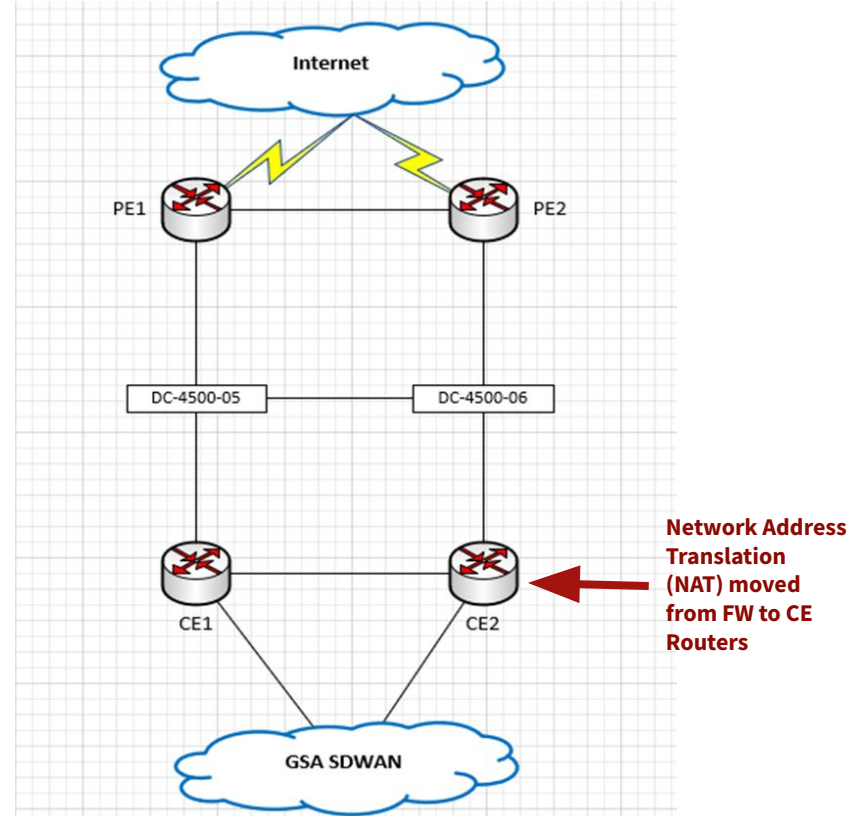 Internet
PE1
PE2
DC-4500-05
DC-4500-06
Network Address
Translation
(NAT) moved
from FW to CE
Routers
CE1
CE2
GSA SDWAN